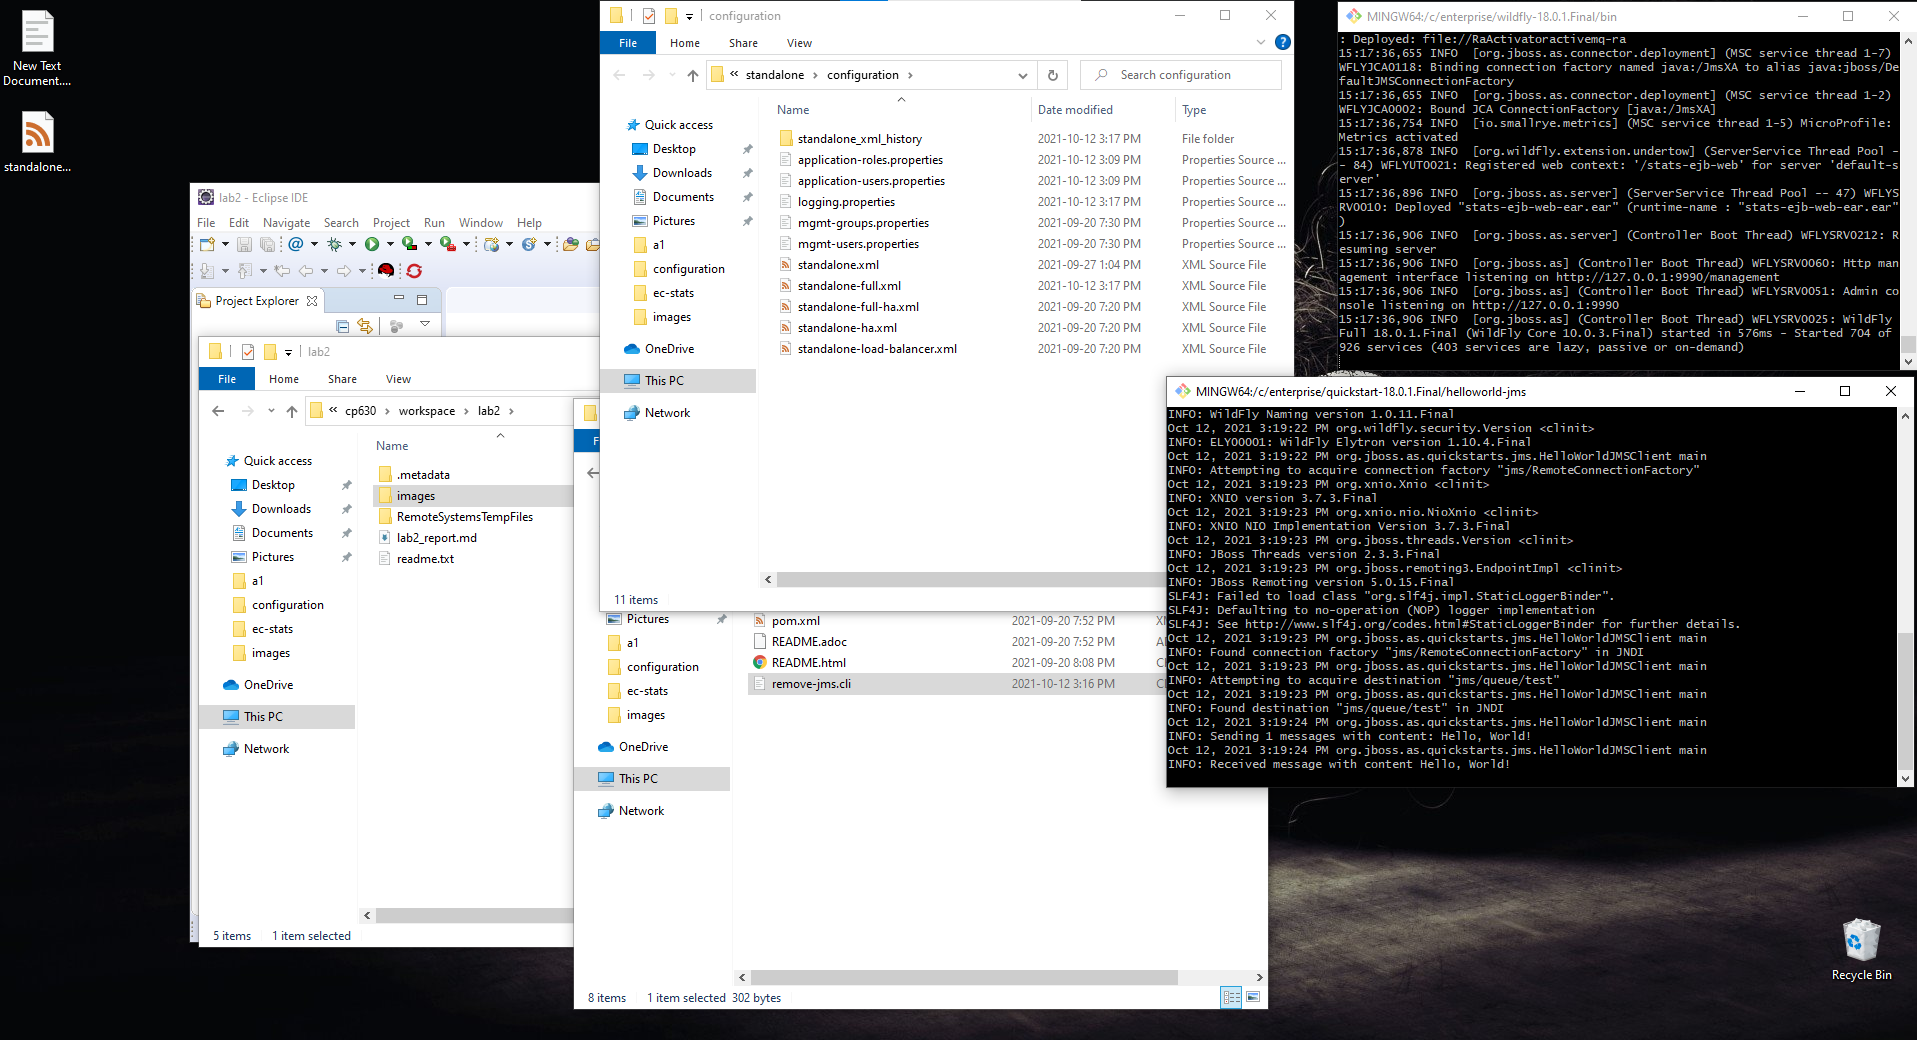 New Text
Document....
standalone...
lab2 - Eclipse IDE
File Edit Navigate Search Project Run Window Help
Project Explorer
lab2
File Home Share View
« cp630 › workspace › lab2 ›
Name
Quick access
Desktop
Downloads
Documents
Pictures
a1
configuration
ec-stats
images
OneDrive
This PC
Network
.metadata
images
RemoteSystemsTempFiles
lab2_report.md
readme.txt
5 items 1 item selected
configuration
File Home Share View
« standalone › configuration ›
Search configuration
Name Date modified Type
Quick access
Desktop
Downloads
Documents
Pictures
a1
configuration
ec-stats
images
OneDrive
This PC
Network
standalone_xml_history 2021-10-12 3:17 PM File folder
application-roles.properties 2021-10-12 3:09 PM Properties Source ...
application-users.properties 2021-10-12 3:09 PM Properties Source ...
logging.properties 2021-10-12 3:17 PM Properties Source ...
mgmt-groups.properties 2021-09-20 7:30 PM Properties Source ...
mgmt-users.properties 2021-09-20 7:30 PM Properties Source ...
standalone.xml 2021-09-27 1:04 PM XML Source File
standalone-full.xml 2021-10-12 3:17 PM XML Source File
standalone-full-ha.xml 2021-09-20 7:20 PM XML Source File
standalone-ha.xml 2021-09-20 7:20 PM XML Source File
standalone-load-balancer.xml 2021-09-20 7:20 PM XML Source File
11 items
F
Pictures
a1
configuration
ec-stats
images
OneDrive
This PC
Network
pom.xml 2021-09-20 7:52 PM XM
README.adoc 2021-09-20 7:52 PM A
README.html 2021-09-20 8:08 PM C
remove-jms.cli 2021-10-12 3:16 PM C
8 items 1 item selected 302 bytes
MINGW64:/c/enterprise/wildfly-18.0.1.Final/bin
: Deployed: file://RaActivatoractivemq-ra
15:17:36,655 INFO [org.jboss.as.connector.deployment] (MSC service thread 1-7)
WFLYJCA0118: Binding connection factory named java:/JmsXA to alias java:jboss/De
faultJMSConnectionFactory
15:17:36,655 INFO [org.jboss.as.connector.deployment] (MSC service thread 1-2)
WFLYJCA0002: Bound JCA ConnectionFactory [java:/JmsXA]
15:17:36,754 INFO [io.smallrye.metrics] (MSC service thread 1-5) MicroProfile:
Metrics activated
15:17:36,878 INFO [org.wildfly.extension.undertow] (ServerService Thread Pool -
- 84) WFLYUT0021: Registered web context: '/stats-ejb-web' for server 'default-s
erver'
15:17:36,896 INFO [org.jboss.as.server] (ServerService Thread Pool -- 47) WFLYS
RV0010: Deployed "stats-ejb-web-ear.ear" (runtime-name : "stats-ejb-web-ear.ear"
)
15:17:36,906 INFO [org.jboss.as.server] (Controller Boot Thread) WFLYSRV0212: R
esuming server
15:17:36,906 INFO [org.jboss.as] (Controller Boot Thread) WFLYSRV0060: Http man
agement interface listening on http://127.0.0.1:9990/management
15:17:36,906 INFO [org.jboss.as] (Controller Boot Thread) WFLYSRV0051: Admin co
nsole listening on http://127.0.0.1:9990
15:17:36,906 INFO [org.jboss.as] (Controller Boot Thread) WFLYSRV0025: WildFly
Full 18.0.1.Final (WildFly Core 10.0.3.Final) started in 576ms - Started 704 of
926 services (403 services are lazy, passive or on-demand)
MINGW64:/c/enterprise/quickstart-18.0.1.Final/helloworld-jms
INFO: WildFly Naming version 1.0.11.Final
Oct 12, 2021 3:19:22 PM org.wildfly.security.Version <clinit>
INFO: ELY00001: WildFly Elytron version 1.10.4.Final
Oct 12, 2021 3:19:22 PM org.jboss.as.quickstarts.jms.HelloWorldJMSClient main
INFO: Attempting to acquire connection factory "jms/RemoteConnectionFactory"
Oct 12, 2021 3:19:23 PM org.xnio.Xnio <clinit>
INFO: XNIO version 3.7.3.Final
Oct 12, 2021 3:19:23 PM org.xnio.nio.NioXnio <clinit>
INFO: XNIO NIO Implementation Version 3.7.3.Final
Oct 12, 2021 3:19:23 PM org.jboss.threads.Version <clinit>
INFO: JBoss Threads version 2.3.3.Final
Oct 12, 2021 3:19:23 PM org.jboss.remoting3.EndpointImpl <clinit>
INFO: JBoss Remoting version 5.0.15.Final
SLF4J: Failed to load class "org.slf4j.impl.StaticLoggerBinder".
SLF4J: Defaulting to no-operation (NOP) logger implementation
SLF4J: See http://www.slf4j.org/codes.html#StaticLoggerBinder for further details.
Oct 12, 2021 3:19:23 PM org.jboss.as.quickstarts.jms.HelloWorldJMSClient main
INFO: Found connection factory "jms/RemoteConnectionFactory" in JNDI
Oct 12, 2021 3:19:23 PM org.jboss.as.quickstarts.jms.HelloWorldJMSClient main
INFO: Attempting to acquire destination "jms/queue/test"
Oct 12, 2021 3:19:23 PM org.jboss.as.quickstarts.jms.HelloWorldJMSClient main
INFO: Found destination "jms/queue/test" in JNDI
Oct 12, 2021 3:19:24 PM org.jboss.as.quickstarts.jms.HelloWorldJMSClient main
INFO: Sending 1 messages with content: Hello, World!
Oct 12, 2021 3:19:24 PM org.jboss.as.quickstarts.jms.HelloWorldJMSClient main
INFO: Received message with content Hello, World!
Recycle Bin